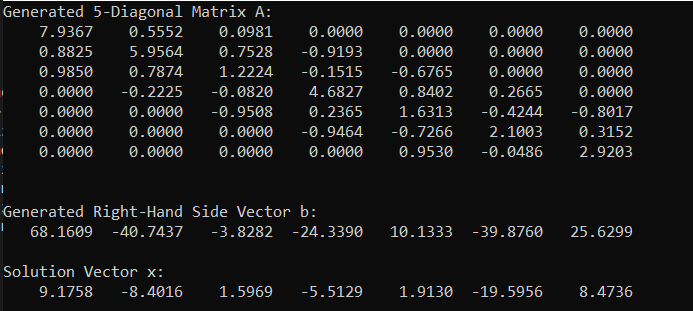 Generated 5-Diagonal Matrix A:
7.9367 0.5552 0.0981 0.0000 0.0000 0.0000 0.0000
0.8825 5.9564 0.7528 -0.9193 0.0000 0.0000 0.0000
0.9850 0.7874 1.2224 -0.1515 -0.6765 0.0000 0.0000
0.0000 -0.2225 -0.0820 4.6827 0.8402 0.2665 0.0000
0.0000 0.0000 -0.9508 0.2365 1.6313 -0.4244 -0.8017
0.0000 0.0000 0.0000 -0.9464 -0.7266 2.1003 0.3152
0.0000 0.0000 0.0000 0.0000 0.9530 -0.0486 2.9203
Generated Right-Hand Side Vector b:
68.1609 -40.7437 -3.8282 -24.3390 10.1333 -39.8760 25.6299
Solution Vector x:
9.1758 -8.4016 1.5969 -5.5129 1.9130 -19.5956 8.4736